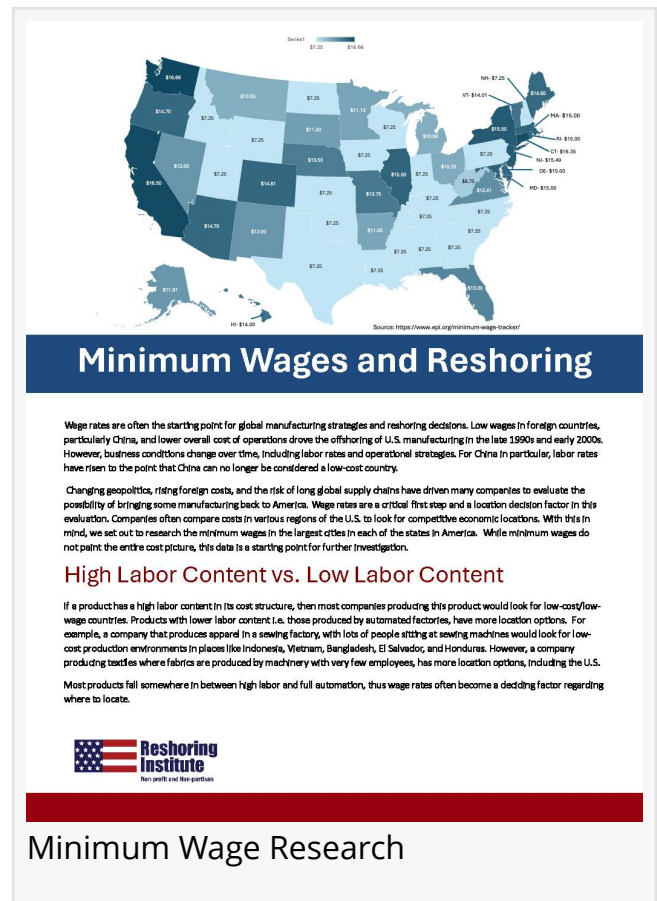 Series1
$7.25 $16.66
$16.66
$14.70
$16.50
$12.00
$7.25
$10.55
$7.25
$7.25
$14.70
$14.81
$12.00
$7.25
$11.50
$13.50
$7.25
$7.25
$7.25
$11.13
$7.25
$13.75
$11.00
$7.25
$7.25
$15.00
$7.25
$10.70
$8.75
$12.41
$7.25
$7.25
$7.25
$7.25
$7.25
$7.25
$7.25
$13.00
$7.25
$15.50
$14.65
NH- $7.25
VT- $14.01
MA- $15.00
RI- $15.00
CT- $16.35
NJ- $15.49
DE- $15.00
MD- $15.00
$11.91
HI- $14.00
Source: https://www.epi.org/minimum-wage-tracker/
Minimum Wages and Reshoring
Wage rates are often the starting point for global manufacturing strategies and reshoring decisions. Low wages in foreign countries,
particularly China, and lower overall cost of operations drove the offshoring of U.S. manufacturing in the late 1990s and early 2000s.
However, business conditions change over time, including labor rates and operational strategies. For China in particular, labor rates
have risen to the point that China can no longer be considered a low-cost country.
Changing geopolitics, rising foreign costs, and the risk of long global supply chains have driven many companies to evaluate the
possibility of bringing some manufacturing back to America. Wage rates are a critical first step and a location decision factor in this
evaluation. Companies often compare costs in various regions of the U.S. to look for competitive economic locations. With this in
mind, we set out to research the minimum wages in the largest cities in each of the states in America. While minimum wages do
not paint the entire cost picture, this data is a starting point for further investigation.
High Labor Content vs. Low Labor Content
If a product has a high labor content in its cost structure, then most companies producing this product would look for low-cost/low-
wage countries. Products with lower labor content i.e. those produced by automated factories, have more location options. For
example, a company that produces apparel in a sewing factory, with lots of people sitting at sewing machines would look for low-
cost production environments in places like Indonesia, Vietnam, Bangladesh, El Salvador, and Honduras. However, a company
producing textiles where fabrics are produced by machinery with very few employees, has more location options, including the U.S.
Most products fall somewhere in between high labor and full automation, thus wage rates often become a deciding factor regarding
where to locate.
Reshoring
Institute
Non-profit and Non-partisan
Minimum Wage Research